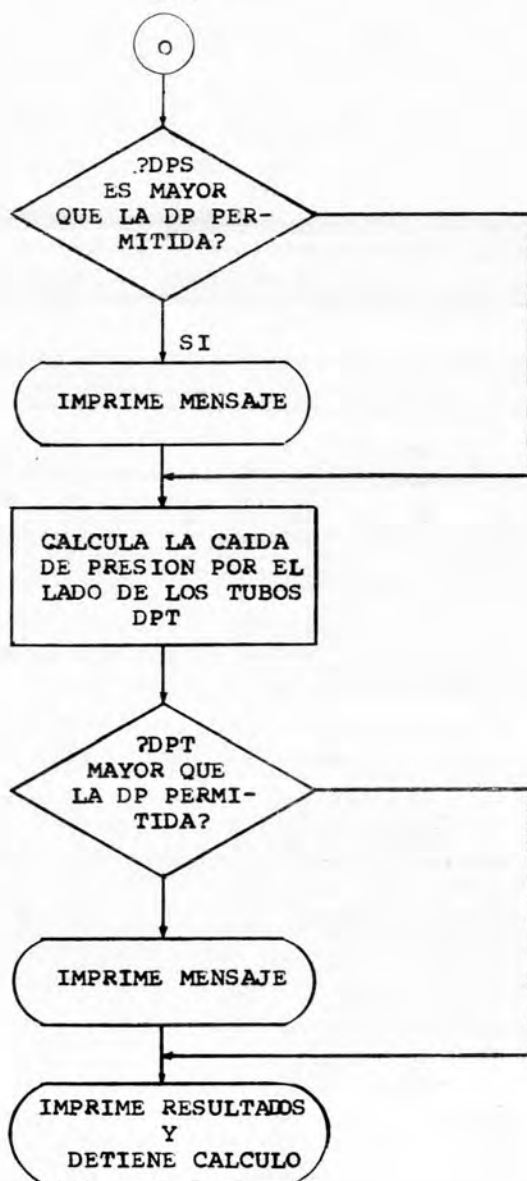 O
?DPS
ES MAYOR
QUE LA DP PER-
MITIDA?
SI
IMPRIME MENSAJE
CALCULA LA CAIDA
DE PRESION POR EL
LADO DE LOS TUBOS
DPT
?DPT
MAYOR QUE
LA DP PERMI-
TIDA?
IMPRIME MENSAJE
IMPRIME RESULTADOS
Y
DETIENE CALCULO